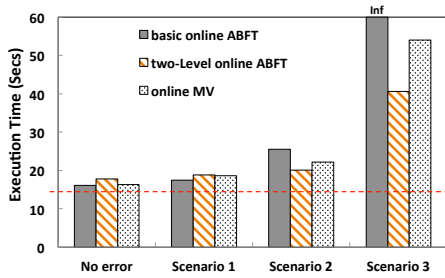 Inf
60
50
40
30
20
10
0
Execution Time (Secs)
basic online ABFT
two-Level online ABFT
online MV
No error
Scenario 1
Scenario 2
Scenario 3